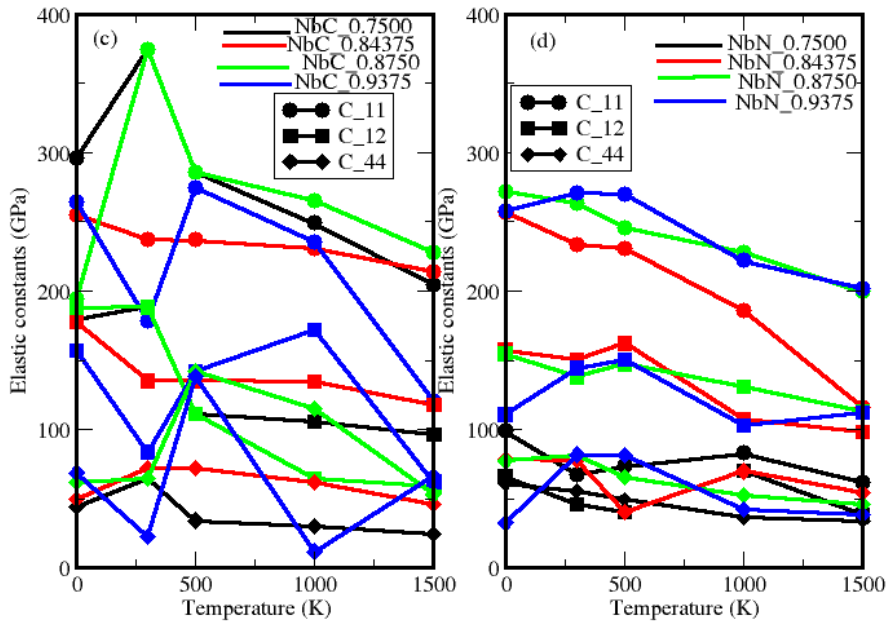 400
300
200
100
0
Elastic constants (GPa)
(c)
NbC_0.7500
NbC_0.84375
NbC_0.8750
NbC_0.9375
C_11
C_12
C_44
0
500
1000
1500
Temperature (K)
400
300
200
100
0
Elastic constants (GPa)
(d)
NbN_0.7500
NbN_0.84375
NbN_0.8750
NbN_0.9375
C_11
C_12
C_44
0
500
1000
1500
Temperature (K)